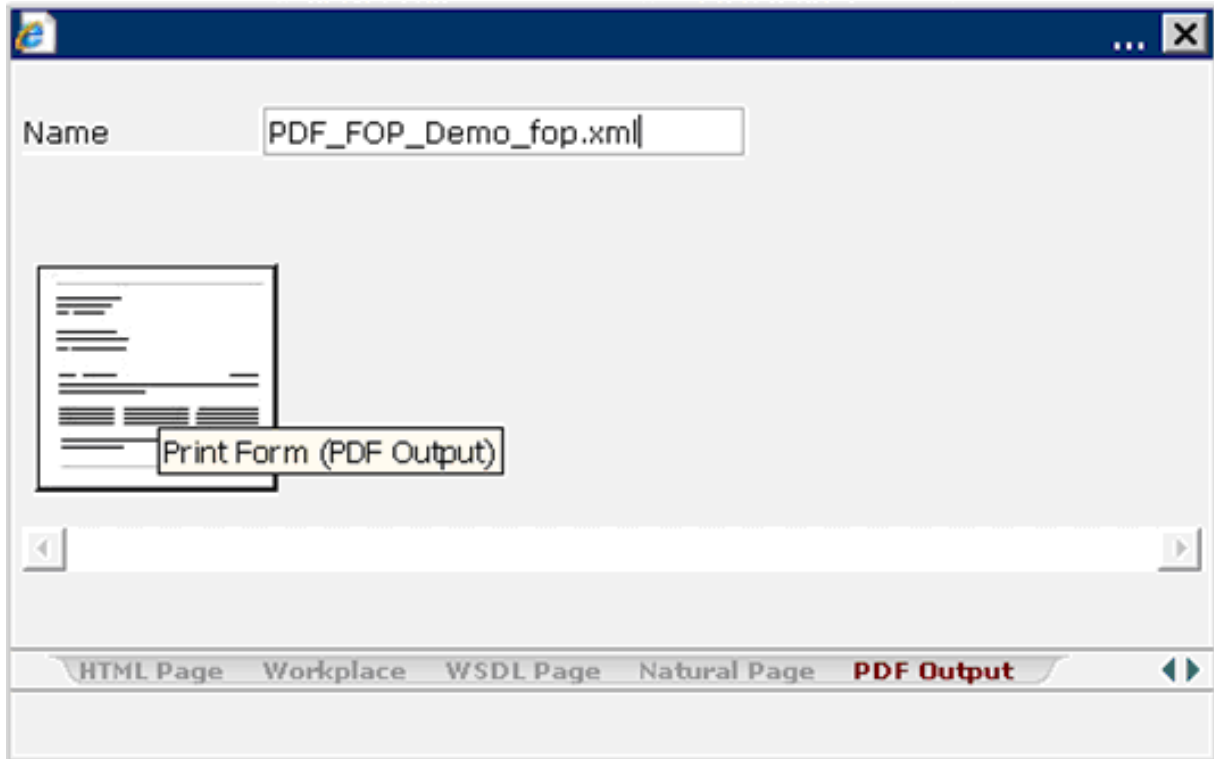 ...
Name PDF_FOP_Demo_fop.xml
Print Form (PDF Output)
HTML Page Workplace WSDL Page Natural Page PDF Output